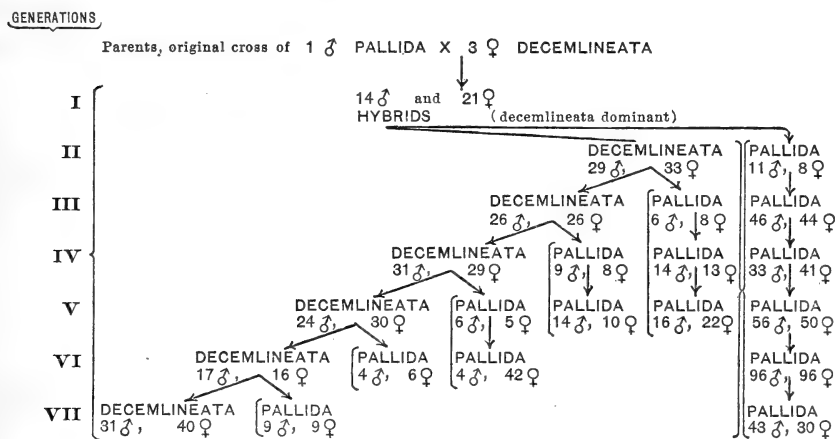 GENERATIONS
Parents, original cross of 1 ♂ PALLIDA X 3 ♀ DECEMLINEATA
I 14 ♂ and 21 ♀
HYBRIDS (decemlineata dominant)
II DECEMLINEATA PALLIDA
29 ♂, 33 ♀ 11 ♂, 8 ♀
III DECEMLINEATA PALLIDA PALLIDA
26 ♂, 26 ♀ 6 ♂, 8 ♀ 46 ♂, 44 ♀
IV DECEMLINEATA PALLIDA PALLIDA PALLIDA
31 ♂, 29 ♀ 9 ♂, 8 ♀ 14 ♂, 13 ♀ 33 ♂, 41 ♀
V DECEMLINEATA PALLIDA PALLIDA PALLIDA PALLIDA
24 ♂, 30 ♀ 6 ♂, 5 ♀ 14 ♂, 10 ♀ 16 ♂, 22 ♀ 56 ♂, 50 ♀
VI DECEMLINEATA PALLIDA PALLIDA PALLIDA
17 ♂, 16 ♀ 4 ♂, 6 ♀ 4 ♂, 42 ♀ 96 ♂, 96 ♀
VII DECEMLINEATA PALLIDA PALLIDA
31 ♂, 40 ♀ 9 ♂, 9 ♀ 43 ♂, 30 ♀